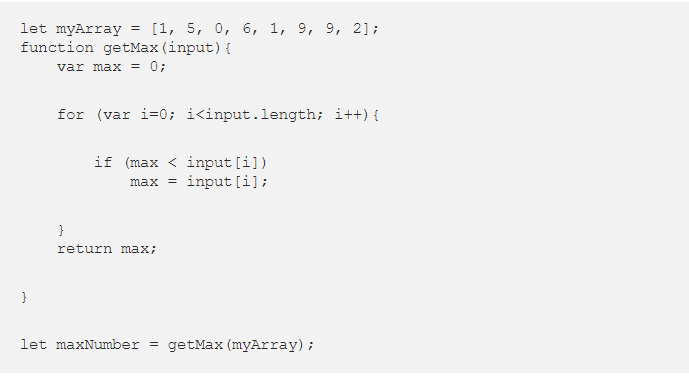 let myArray = [1, 5, 0, 6, 1, 9, 9, 2];
function getMax(input){
    var max = 0;
    for (var i=0; i<input.length; i++){
        if (max < input[i])
            max = input[i];
    }
    return max;
}
let maxNumber = getMax(myArray);